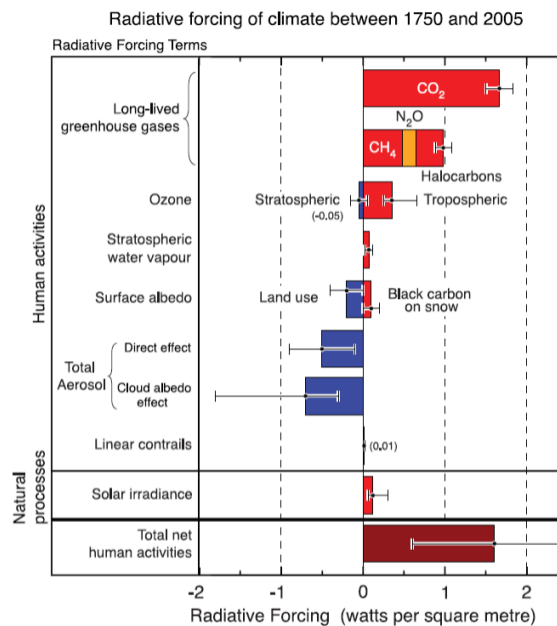 Radiative forcing of climate between 1750 and 2005
Radiative Forcing Terms
Human activities
Long-lived
greenhouse gases
CO₂
N₂O
CH₄
Halocarbons
Ozone
Stratospheric
(-0.05)
Tropospheric
Stratospheric
water vapour
Surface albedo
Land use
Black carbon
on snow
Total
Aerosol
Direct effect
Cloud albedo
effect
Linear contrails
(0.01)
Natural
processes
Solar irradiance
Total net
human activities
-2 -1 0 1 2
Radiative Forcing (watts per square metre)